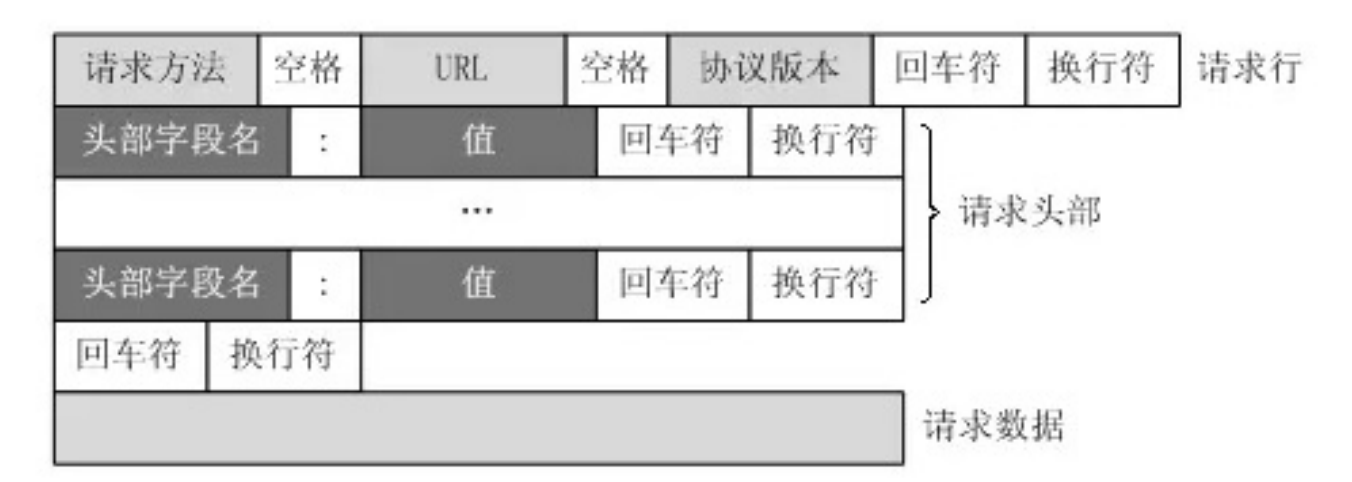 请求方法 空格 URL 空格 协议版本 回车符 换行符 请求行
头部字段名 : 值 回车符 换行符
… 请求头部
头部字段名 : 值 回车符 换行符
回车符 换行符
请求数据